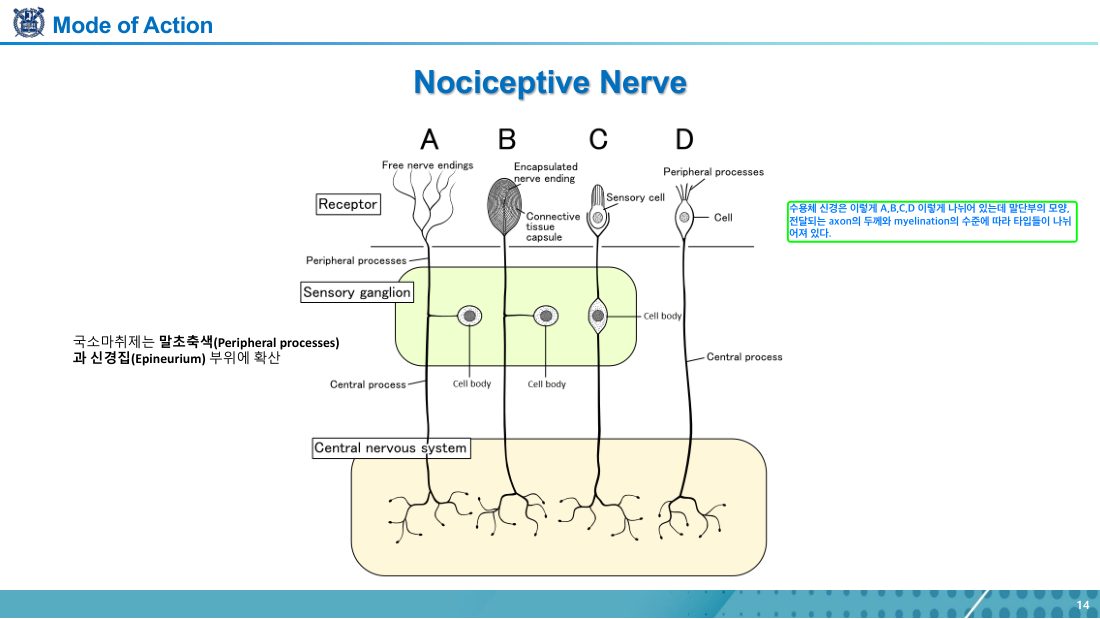 Mode of Action
Nociceptive Nerve
A B C D
Free nerve endings
Encapsulated
nerve ending
Peripheral processes
Receptor
Sensory cell
Connective
tissue
capsule
Cell
수용체 신경은 이렇게 A,B,C,D 이렇게 나뉘어 있는데 말단부의 모양,
전달되는 axon의 두께와 myelination의 수준에 따라 타입들이 나뉘
어져 있다.
Peripheral processes
Sensory ganglion
Cell body
국소마취제는 말초축색(Peripheral processes)
과 신경집(Epineurium) 부위에 확산
Central process
Central process
Cell body
Cell body
Central nervous system
14